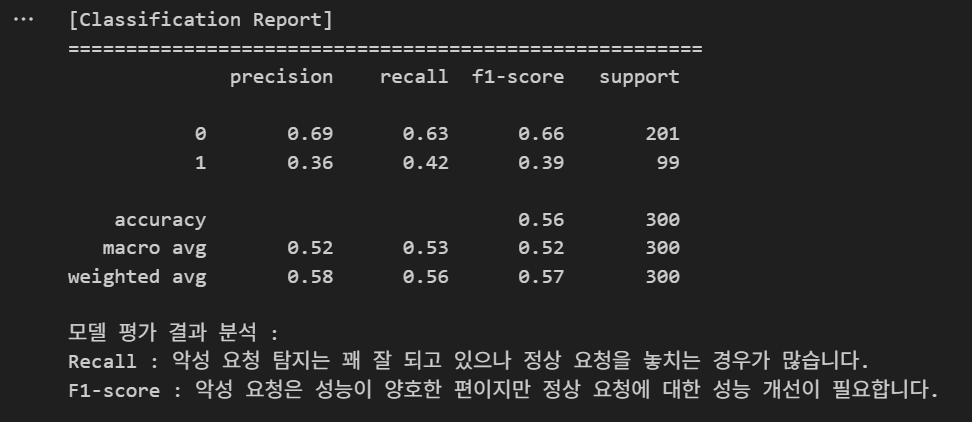 ... [Classification Report]
=======================================================
precision recall f1-score support
0 0.69 0.63 0.66 201
1 0.36 0.42 0.39 99
accuracy 0.56 300
macro avg 0.52 0.53 0.52 300
weighted avg 0.58 0.56 0.57 300
모델 평가 결과 분석 :
Recall : 악성 요청 탐지는 꽤 잘 되고 있으나 정상 요청을 놓치는 경우가 많습니다.
F1-score : 악성 요청은 성능이 양호한 편이지만 정상 요청에 대한 성능 개선이 필요합니다.